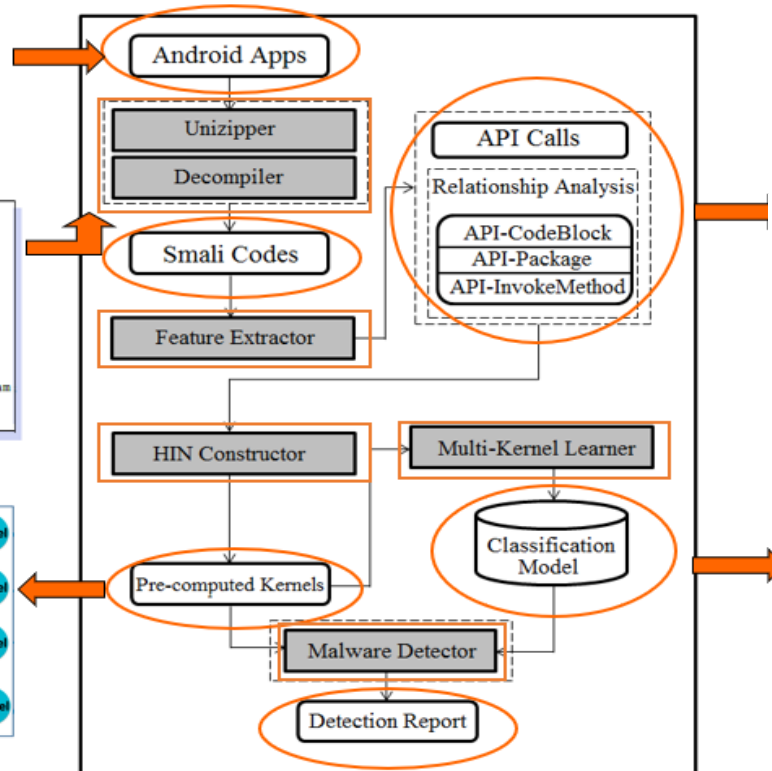 Android Apps
Unizipper
Decompiler
Smali Codes
Feature Extractor
API Calls
Relationship Analysis
API-CodeBlock
API-Package
API-InvokeMethod
HIN Constructor
Multi-Kernel Learner
Classification
Model
Pre-computed Kernels
Malware Detector
Detection Report